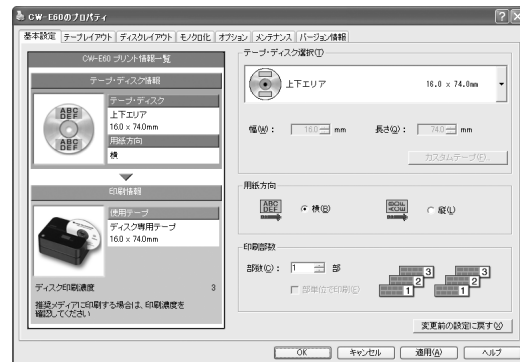 CW-E60のプロパティ
基本設定 テープレイアウト ディスクレイアウト モノクロ化 オプション メンテナンス バージョン情報
CW-E60 プリント情報一覧
テープ・ディスク情報
テープ・ディスク
上下エリア
16.0 x 74.0mm
用紙方向
横
ABC
DEF
ABC
DEF
印刷情報
使用テープ
ディスク専用テープ
16.0 x 74.0mm
ディスク印刷濃度 3
推奨メディアに印刷する場合は、印刷濃度を
確認してください
テープ・ディスク選択(T)
上下エリア 16.0 x 74.0mm
幅(W): 16.0 mm 長さ(Q): 74.0 mm
カスタムテープ(F)...
用紙方向
ABC
DEF
横(B)
縦(L)
印刷部数
部数(C): 1 部
部単位で印刷(E)
3
2
1
3
2
1
変更前の設定に戻す(X)
OK キャンセル 適用(A) ヘルプ